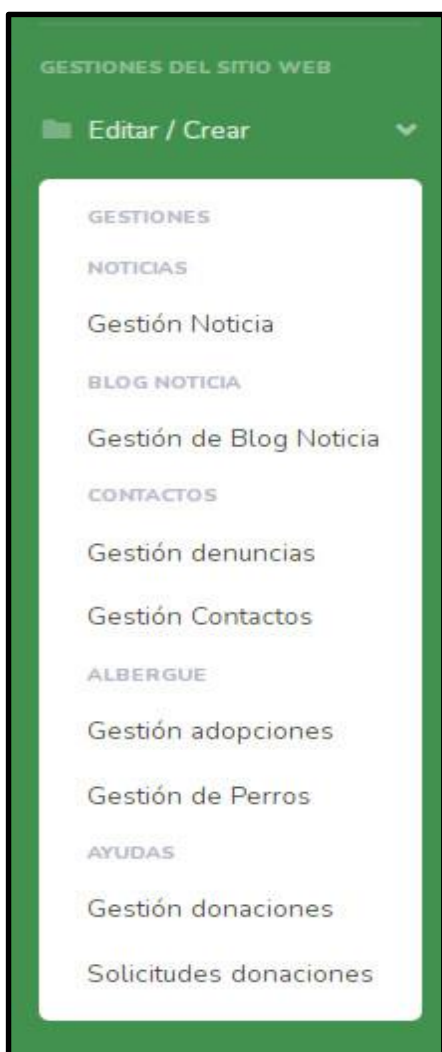 GESTIONES DEL SITIO WEB
Editar / Crear
GESTIONES
NOTICIAS
Gestión Noticia
BLOG NOTICIA
Gestión de Blog Noticia
CONTACTOS
Gestión denuncias
Gestión Contactos
ALBERGUE
Gestión adopciones
Gestión de Perros
AYUDAS
Gestión donaciones
Solicitudes donaciones